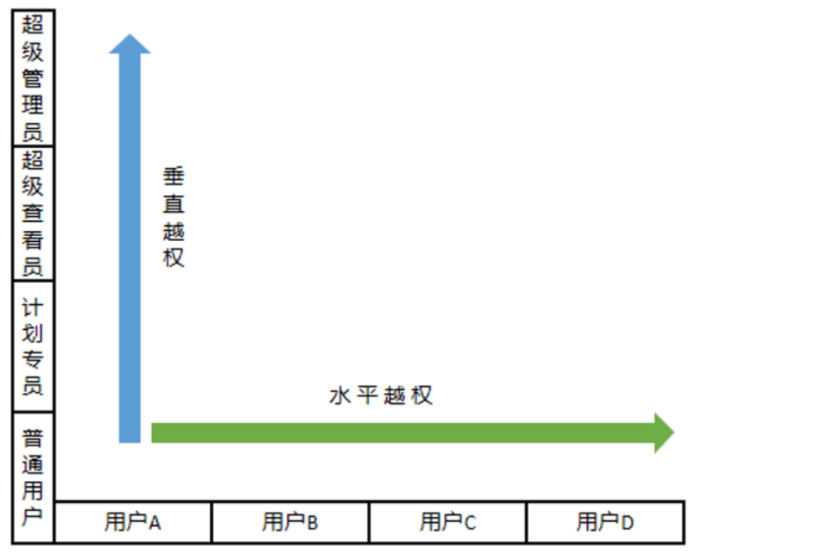 超级管理员
超级查看员
计划专员
普通用户
垂直越权
水平越权
用户A
用户B
用户C
用户D